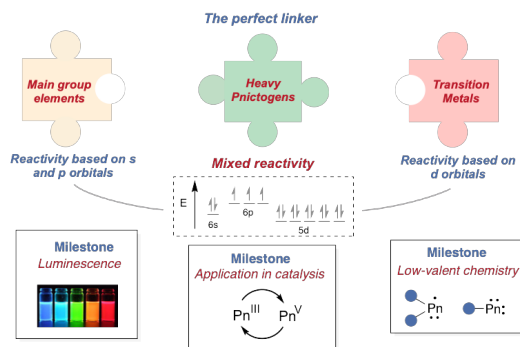 The perfect linker
Main group
elements
Heavy
Pnictogens
Transition
Metals
Reactivity based on s
and p orbitals
Mixed reactivity
Reactivity based on
d orbitals
E
6s
6p
5d
Milestone
Luminescence
Milestone
Application in catalysis
Pn^III
Pn^V
Milestone
Low-valent chemistry
Pn
Pn